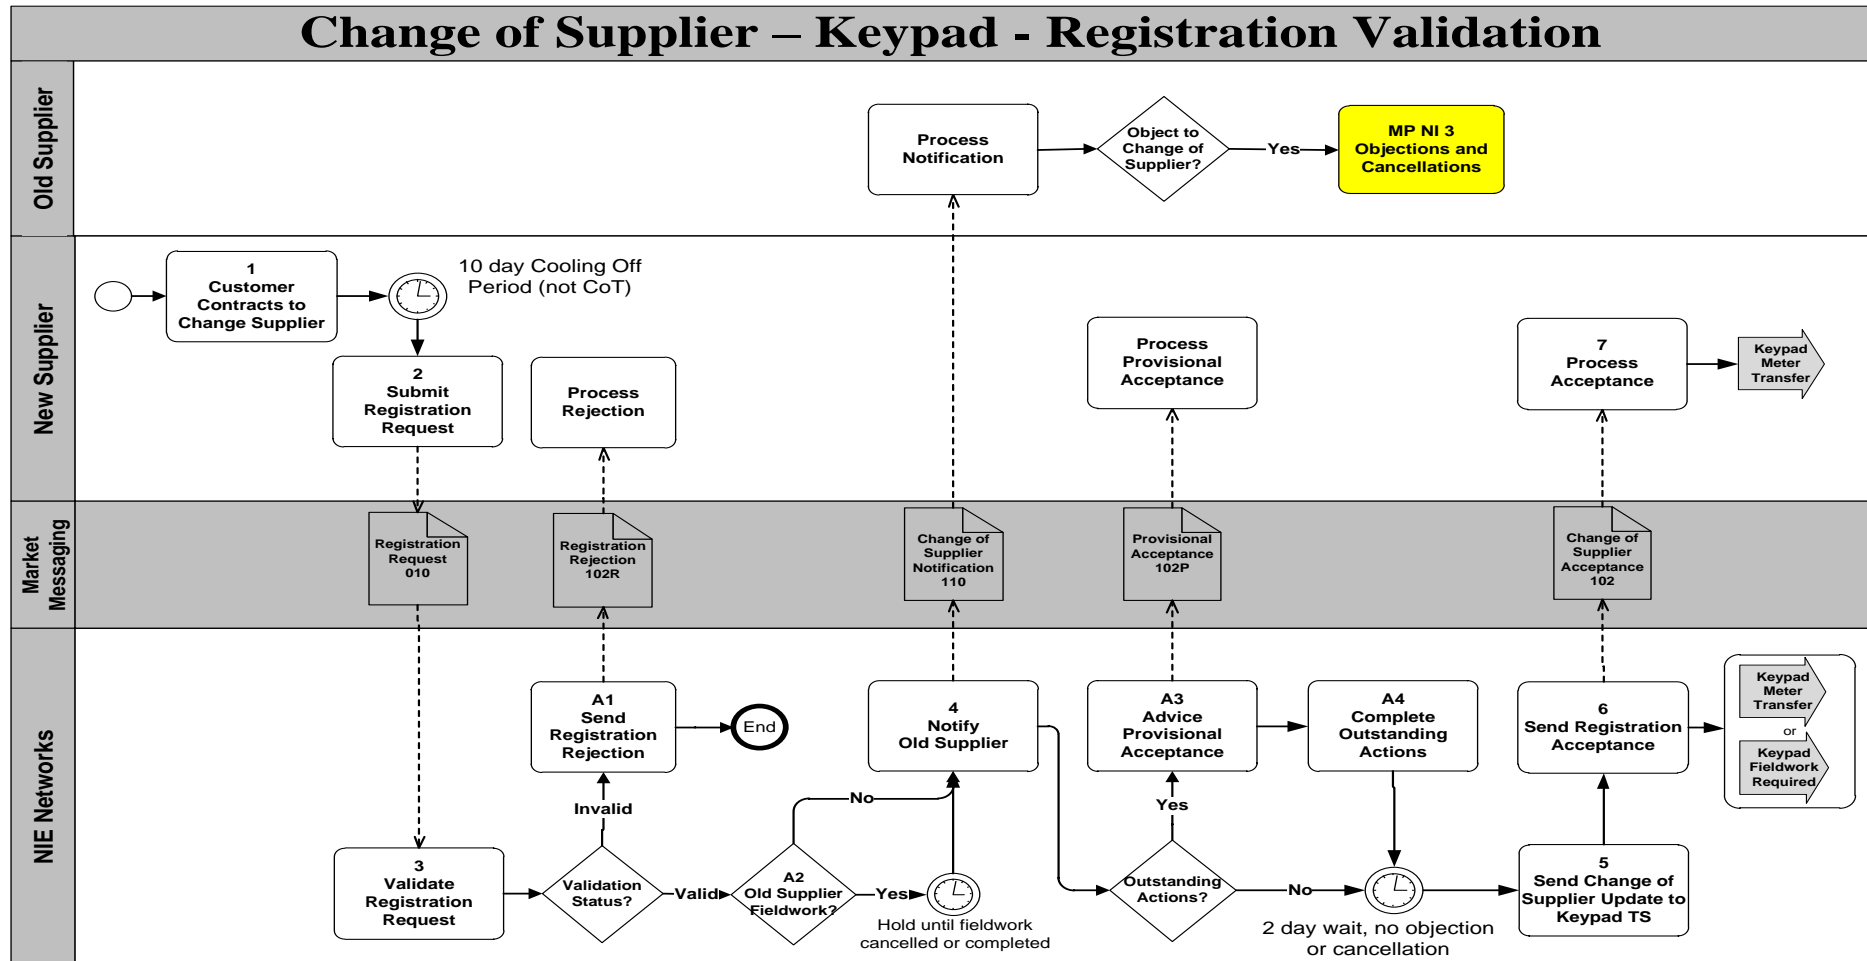 Change of Supplier – Keypad - Registration Validation
Old Supplier
Process
Notification
Object to
Change of
Supplier?
Yes
MP NI 3
Objections and
Cancellations
New Supplier
1
Customer
Contracts to
Change Supplier
10 day Cooling Off
Period (not CoT)
2
Submit
Registration
Request
Process
Rejection
Process
Provisional
Acceptance
7
Process
Acceptance
Keypad
Meter
Transfer
Market
Messaging
Registration
Request
010
Registration
Rejection
102R
Change of
Supplier
Notification
110
Provisional
Acceptance
102P
Change of
Supplier
Acceptance
102
NIE Networks
A1
Send
Registration
Rejection
End
4
Notify
Old Supplier
A3
Advice
Provisional
Acceptance
A4
Complete
Outstanding
Actions
6
Send Registration
Acceptance
Keypad
Meter
Transfer
or
Keypad
Fieldwork
Required
Invalid
No
Yes
3
Validate
Registration
Request
Validation
Status?
Valid
A2
Old Supplier
Fieldwork?
Yes
Hold until fieldwork
cancelled or completed
Outstanding
Actions?
No
2 day wait, no objection
or cancellation
5
Send Change of
Supplier Update to
Keypad TS